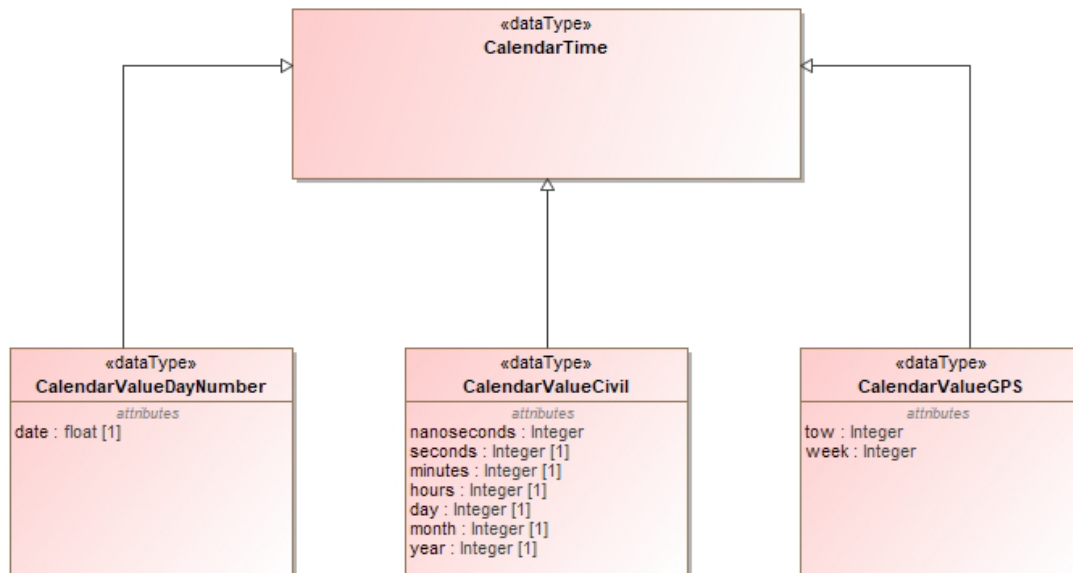 «dataType»
CalendarTime
«dataType»
CalendarValueDayNumber
attributes
date : float [1]
«dataType»
CalendarValueCivil
attributes
nanoseconds : Integer
seconds : Integer [1]
minutes : Integer [1]
hours : Integer [1]
day : Integer [1]
month : Integer [1]
year : Integer [1]
«dataType»
CalendarValueGPS
attributes
tow : Integer
week : Integer